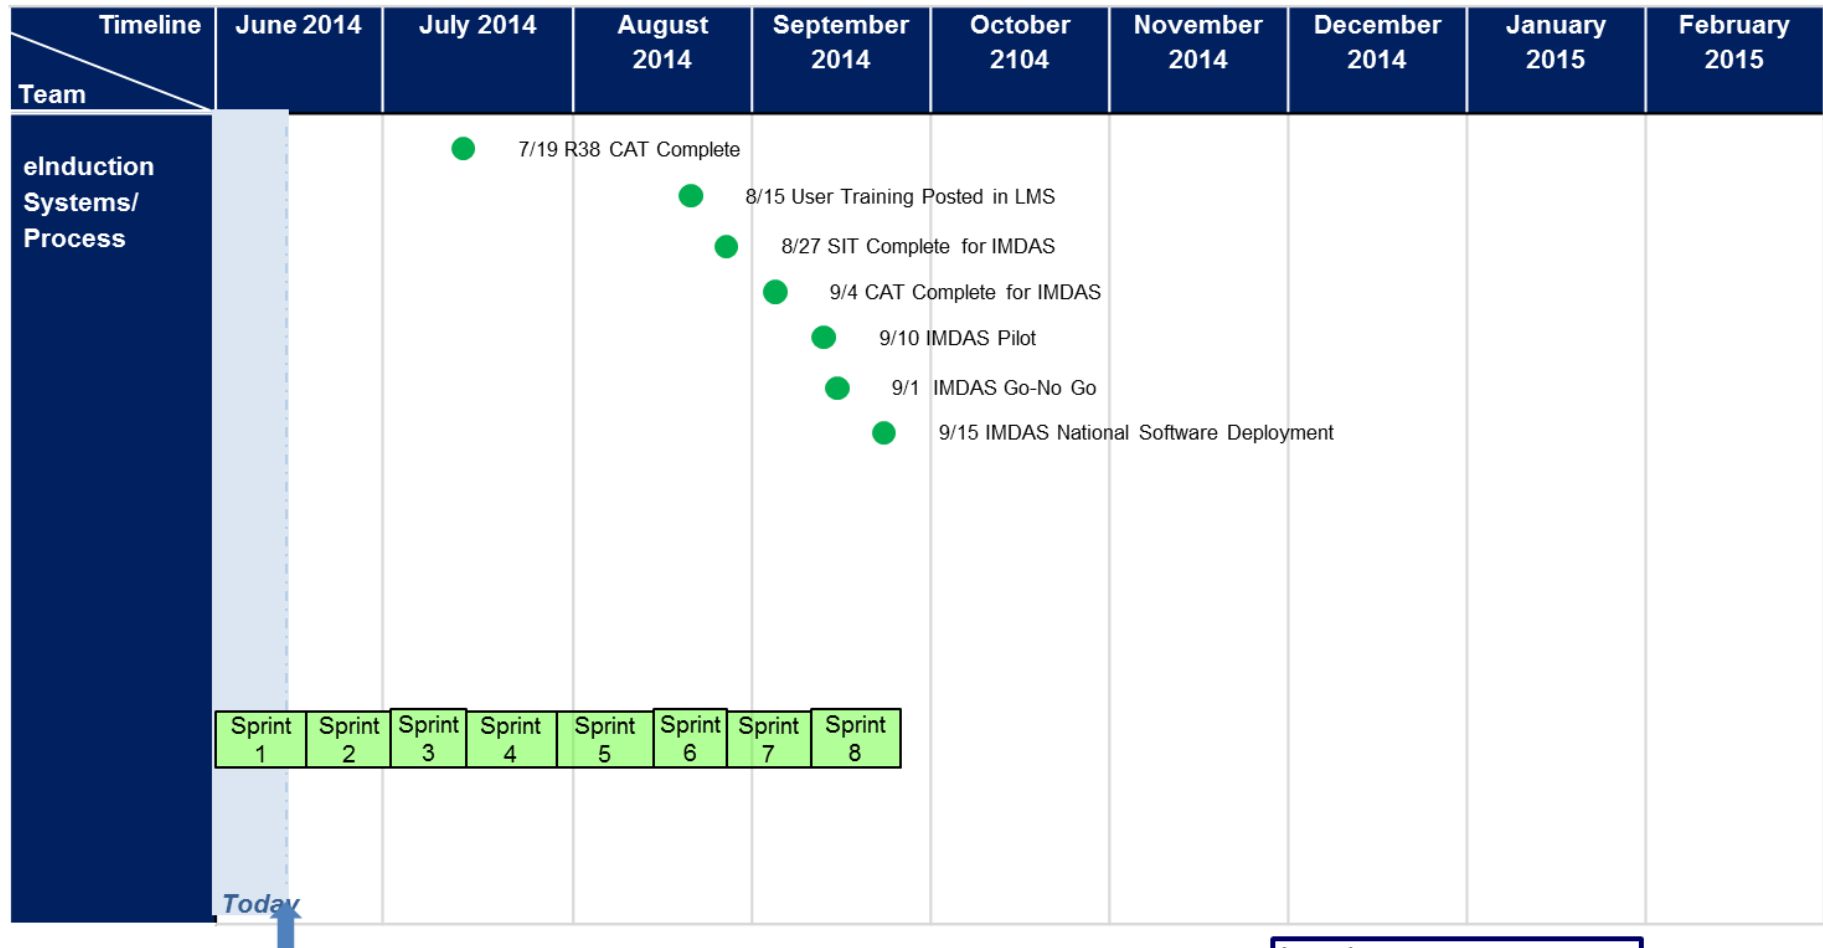 Timeline
Team
June 2014
July 2014
August
2014
September
2014
October
2104
November
2014
December
2014
January
2015
February
2015
eInduction
Systems/
Process
7/19 R38 CAT Complete
8/15 User Training Posted in LMS
8/27 SIT Complete for IMDAS
9/4 CAT Complete for IMDAS
9/10 IMDAS Pilot
9/1 IMDAS Go-No Go
9/15 IMDAS National Software Deployment
Sprint
1
Sprint
2
Sprint
3
Sprint
4
Sprint
5
Sprint
6
Sprint
7
Sprint
8
Today